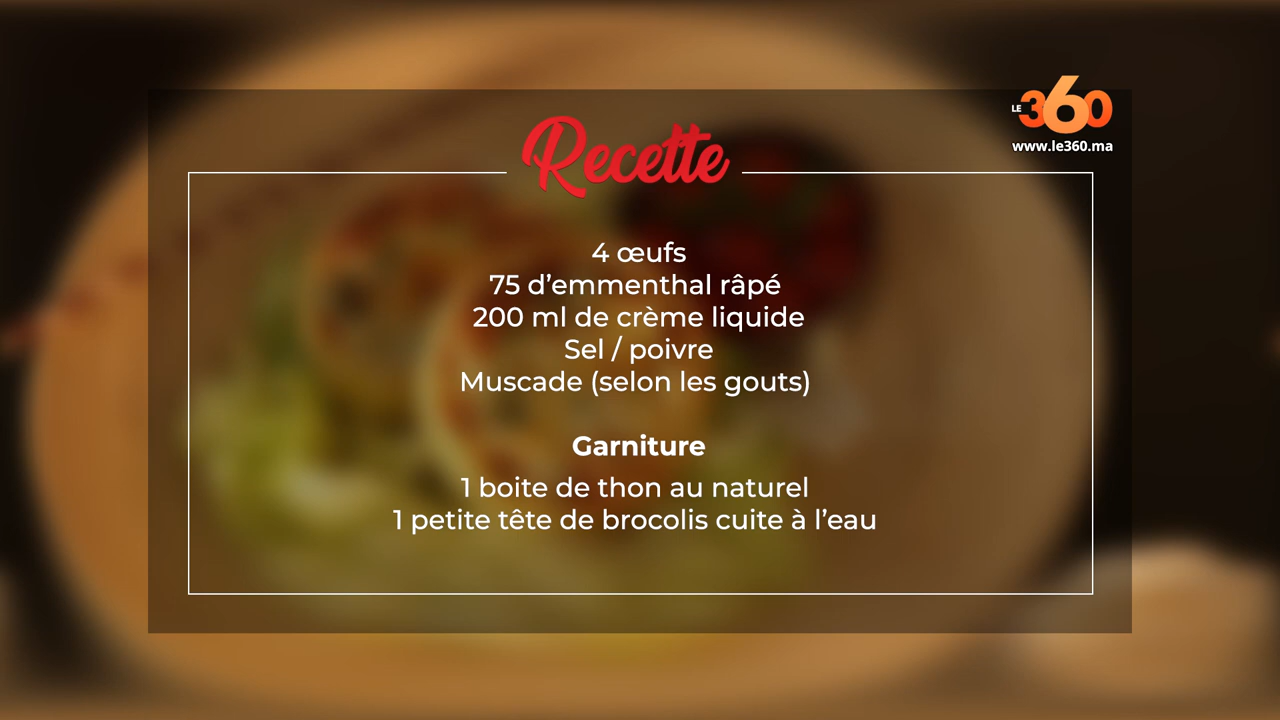 LE 360
www.le360.ma
Recette
4 œufs
75 d’emmenthal râpé
200 ml de crème liquide
Sel / poivre
Muscade (selon les gouts)
Garniture
1 boite de thon au naturel
1 petite tête de brocolis cuite à l’eau